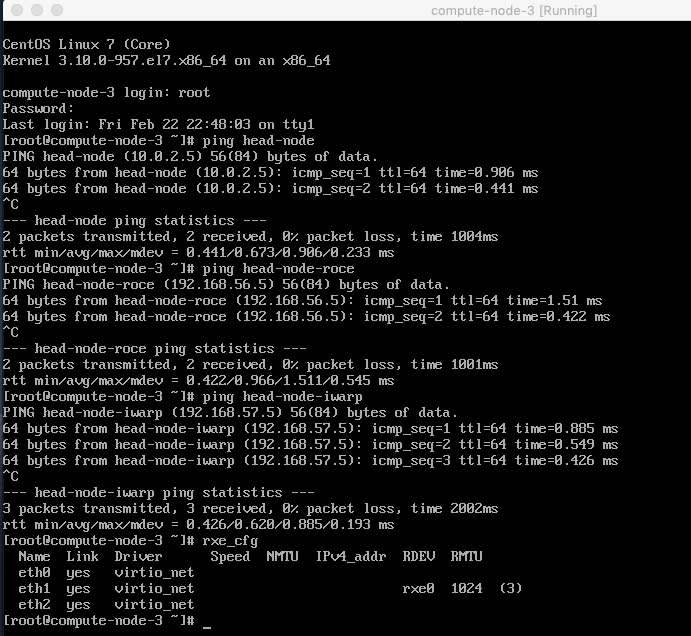 compute-node-3 [Running]
CentOS Linux 7 (Core)
Kernel 3.10.0-957.el7.x86_64 on an x86_64
compute-node-3 login: root
Password:
Last login: Fri Feb 22 22:48:03 on tty1
[root@compute-node-3 ~]# ping head-node
PING head-node (10.0.2.5) 56(84) bytes of data.
64 bytes from head-node (10.0.2.5): icmp_seq=1 ttl=64 time=0.906 ms
64 bytes from head-node (10.0.2.5): icmp_seq=2 ttl=64 time=0.441 ms
^C
--- head-node ping statistics ---
2 packets transmitted, 2 received, 0% packet loss, time 1004ms
rtt min/avg/max/mdev = 0.441/0.673/0.906/0.233 ms
[root@compute-node-3 ~]# ping head-node-roce
PING head-node-roce (192.168.56.5) 56(84) bytes of data.
64 bytes from head-node-roce (192.168.56.5): icmp_seq=1 ttl=64 time=1.51 ms
64 bytes from head-node-roce (192.168.56.5): icmp_seq=2 ttl=64 time=0.422 ms
^C
--- head-node-roce ping statistics ---
2 packets transmitted, 2 received, 0% packet loss, time 1001ms
rtt min/avg/max/mdev = 0.422/0.966/1.511/0.545 ms
[root@compute-node-3 ~]# ping head-node-iwarp
PING head-node-iwarp (192.168.57.5) 56(84) bytes of data.
64 bytes from head-node-iwarp (192.168.57.5): icmp_seq=1 ttl=64 time=0.885 ms
64 bytes from head-node-iwarp (192.168.57.5): icmp_seq=2 ttl=64 time=0.549 ms
64 bytes from head-node-iwarp (192.168.57.5): icmp_seq=3 ttl=64 time=0.426 ms
^C
--- head-node-iwarp ping statistics ---
3 packets transmitted, 3 received, 0% packet loss, time 2002ms
rtt min/avg/max/mdev = 0.426/0.620/0.885/0.193 ms
[root@compute-node-3 ~]# rxe_cfg
  Name  Link  Driver      Speed  NMTU  IPv4_addr  RDEV  RMTU
  eth0  yes   virtio_net
  eth1  yes   virtio_net                          rxe0  1024  (3)
  eth2  yes   virtio_net
[root@compute-node-3 ~]# _